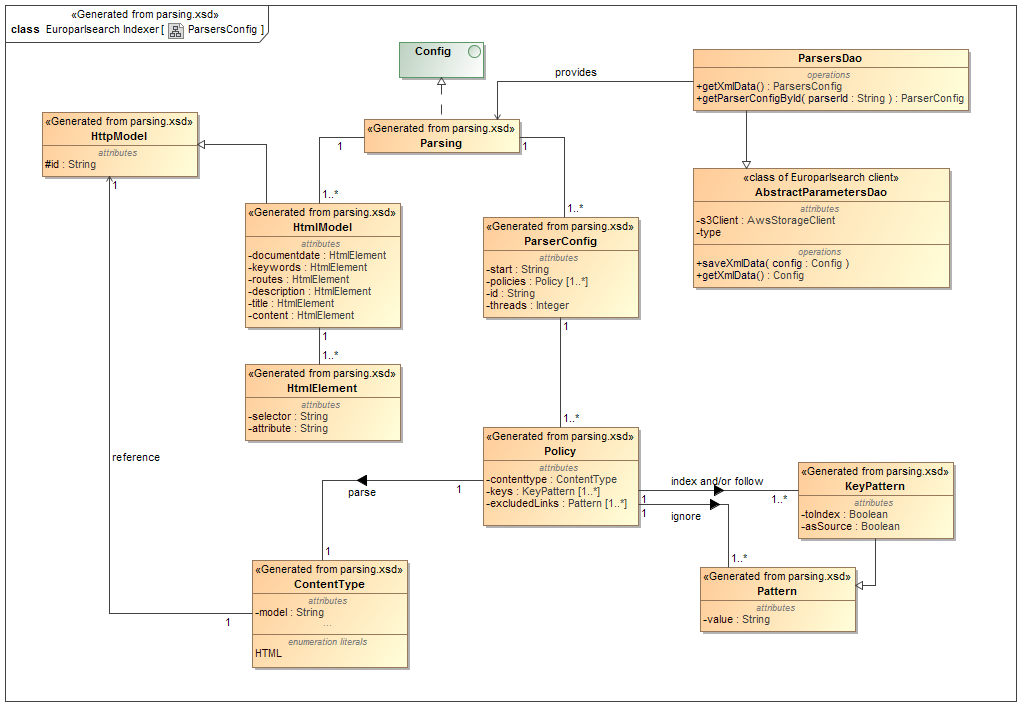 «Generated from parsing.xsd»
class Europarlsearch Indexer [ ParsersConfig ]
Config
ParsersDao
operations
+getXmlData() : ParsersConfig
+getParserConfigById( parserId : String ) : ParserConfig
provides
«Generated from parsing.xsd»
HttpModel
attributes
#id : String
1
«Generated from parsing.xsd»
Parsing
1
1
1..*
1..*
«class of Europarlsearch client»
AbstractParametersDao
attributes
-s3Client : AwsStorageClient
-type
operations
+saveXmlData( config : Config )
+getXmlData() : Config
«Generated from parsing.xsd»
HtmlModel
attributes
-documentdate : HtmlElement
-keywords : HtmlElement
-routes : HtmlElement
-description : HtmlElement
-title : HtmlElement
-content : HtmlElement
1
1..*
«Generated from parsing.xsd»
ParserConfig
attributes
-start : String
-policies : Policy [1..*]
-id : String
-threads : Integer
1
1..*
«Generated from parsing.xsd»
HtmlElement
attributes
-selector : String
-attribute : String
reference
«Generated from parsing.xsd»
Policy
attributes
-contenttype : ContentType
-keys : KeyPattern [1..*]
-excludedLinks : Pattern [1..*]
parse
1
1
index and/or follow
1
1..*
ignore
1
1..*
«Generated from parsing.xsd»
KeyPattern
attributes
-toIndex : Boolean
-asSource : Boolean
«Generated from parsing.xsd»
ContentType
attributes
-model : String
...
enumeration literals
HTML
1
«Generated from parsing.xsd»
Pattern
attributes
-value : String